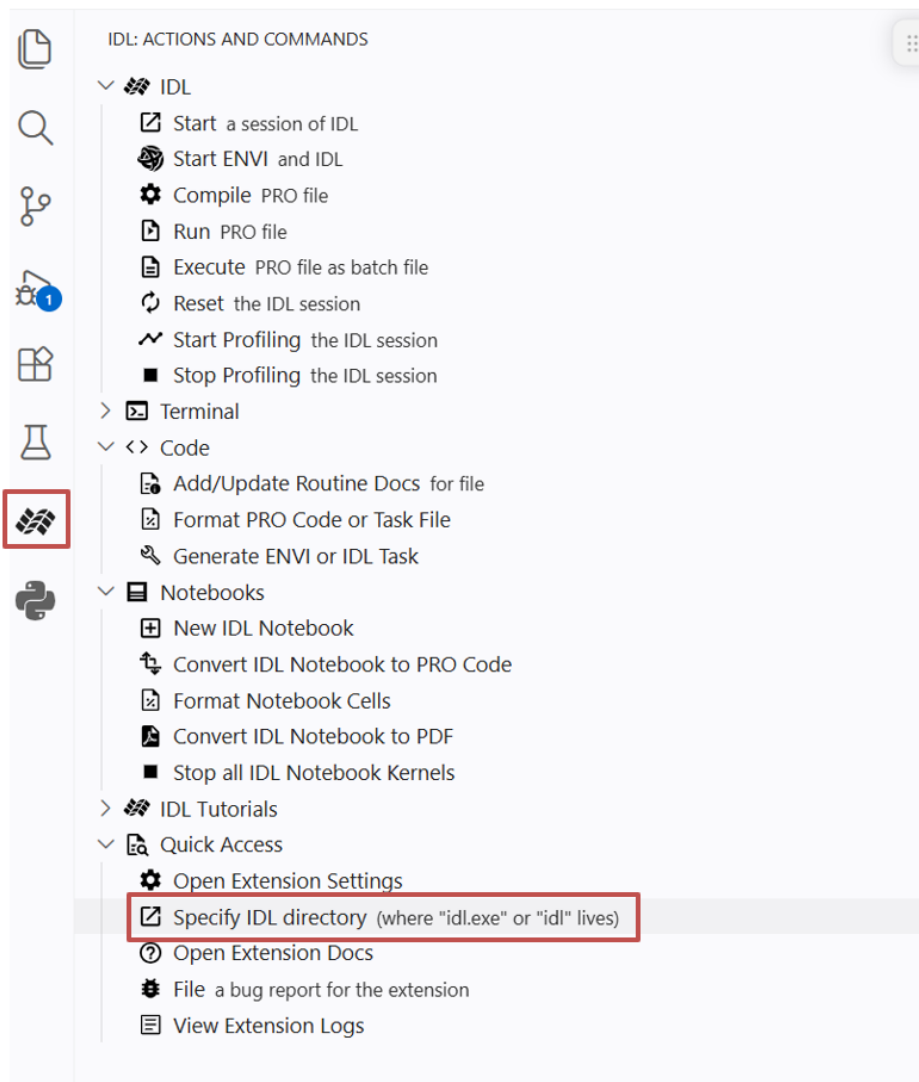 IDL: ACTIONS AND COMMANDS
IDL
Start a session of IDL
Start ENVI and IDL
Compile PRO file
Run PRO file
Execute PRO file as batch file
Reset the IDL session
1
Start Profiling the IDL session
Stop Profiling the IDL session
Terminal
Code
Add/Update Routine Docs for file
Format PRO Code or Task File
Generate ENVI or IDL Task
Notebooks
New IDL Notebook
Convert IDL Notebook to PRO Code
Format Notebook Cells
Convert IDL Notebook to PDF
Stop all IDL Notebook Kernels
IDL Tutorials
Quick Access
Open Extension Settings
Specify IDL directory (where "idl.exe" or "idl" lives)
Open Extension Docs
File a bug report for the extension
View Extension Logs